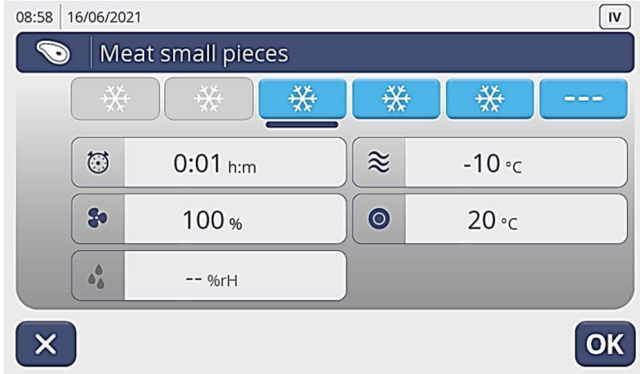 08:58 16/06/2021 IV
Meat small pieces
---
0:01 h:m -10 °C
100 % 20 °C
-- %rH
OK